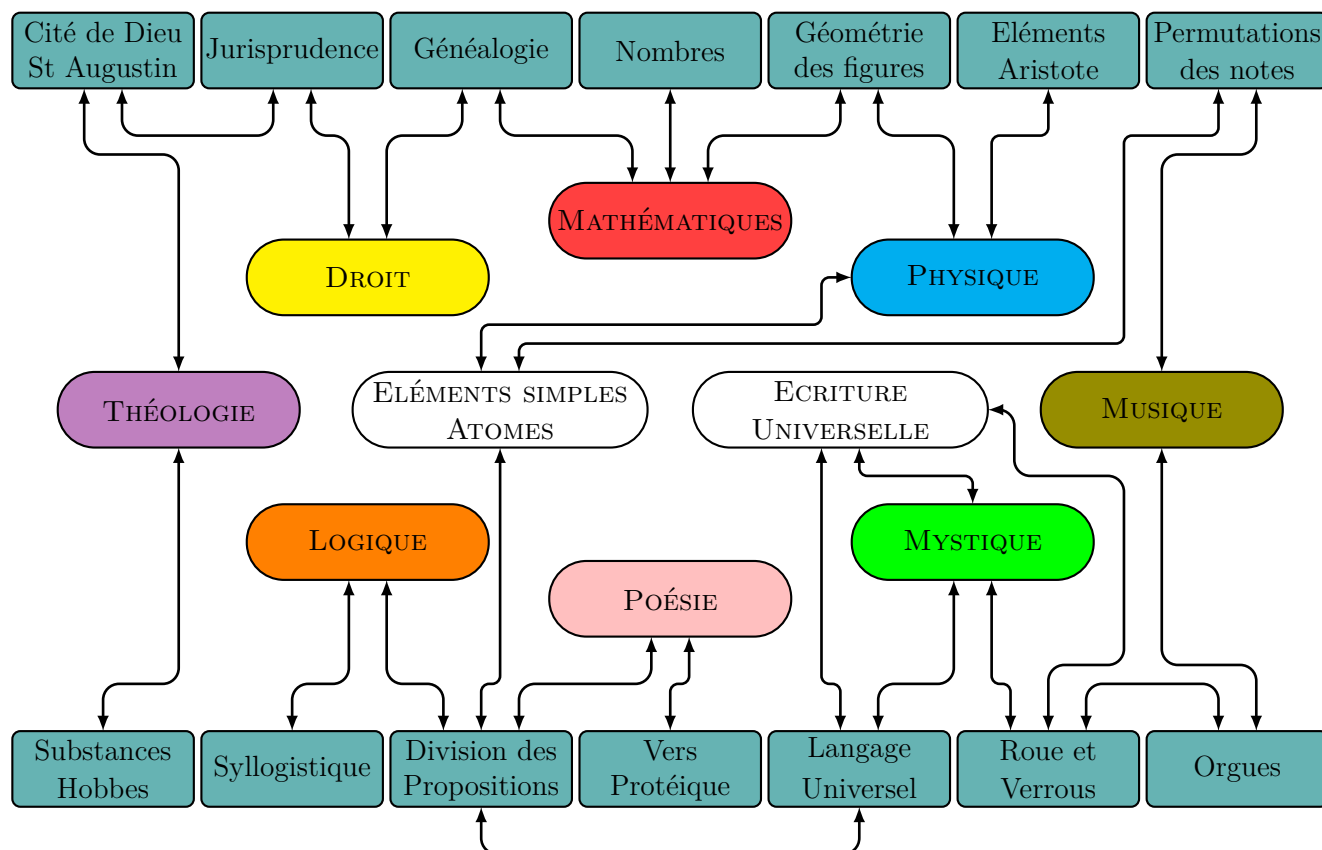 Cité de Dieu
St Augustin
Jurisprudence
Généalogie
Nombres
Géométrie
des figures
Eléments
Aristote
Permutations
des notes
Mathématiques
Droit
Physique
Théologie
Eléments simples
Atomes
Ecriture
Universelle
Musique
Logique
Mystique
Poésie
Substances
Hobbes
Syllogistique
Division des
Propositions
Vers
Protéique
Langage
Universel
Roue et
Verrous
Orgues